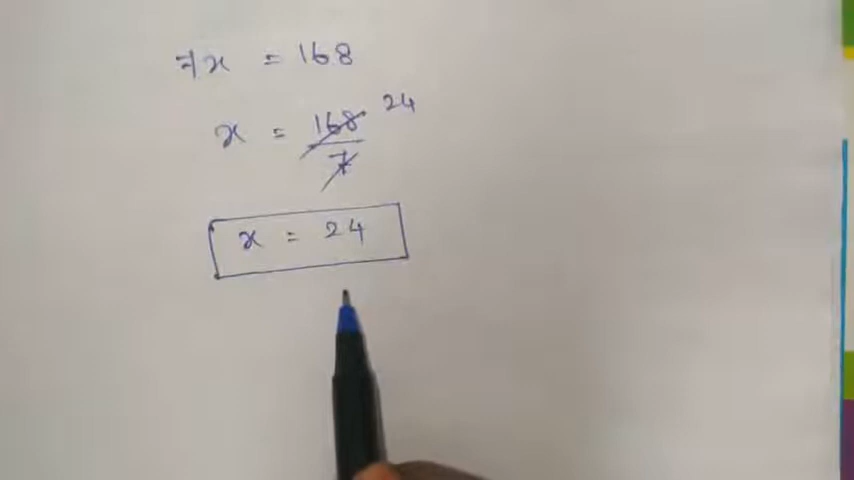 7x = 168
x = 168/7 24
x = 24